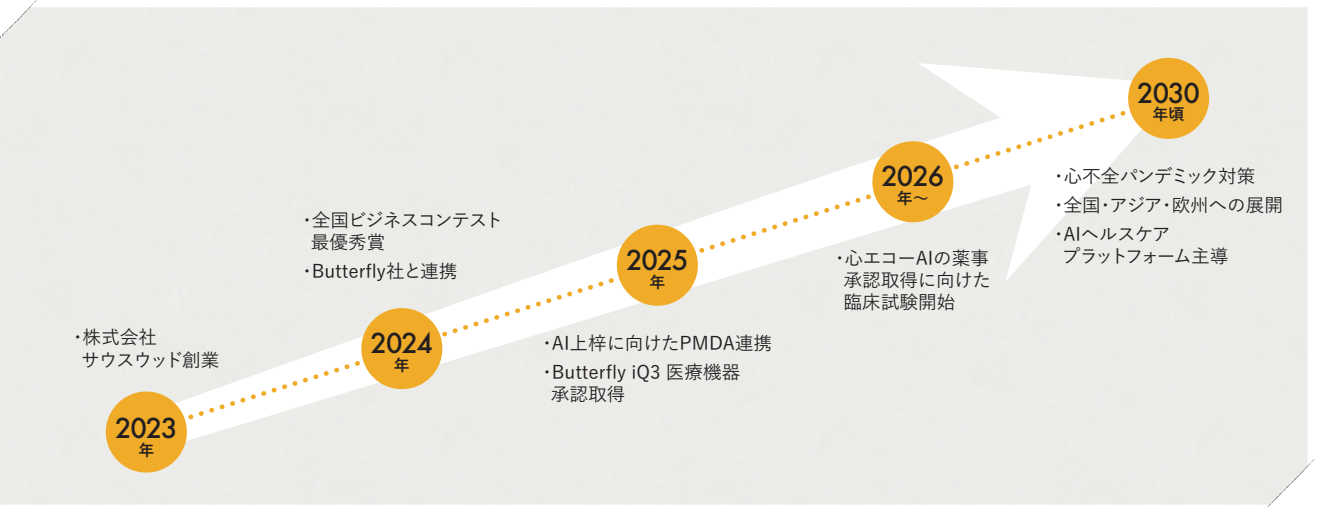 2023
年
・株式会社
サウスウッド創業
2024
年
・全国ビジネスコンテスト
最優秀賞
・Butterfly社と連携
2025
年
・AI上梓に向けたPMDA連携
・Butterfly iQ3 医療機器
承認取得
2026
年～
・心エコーAIの薬事
承認取得に向けた
臨床試験開始
2030
年頃
・心不全パンデミック対策
・全国・アジア・欧州への展開
・AIヘルスケア
プラットフォーム主導